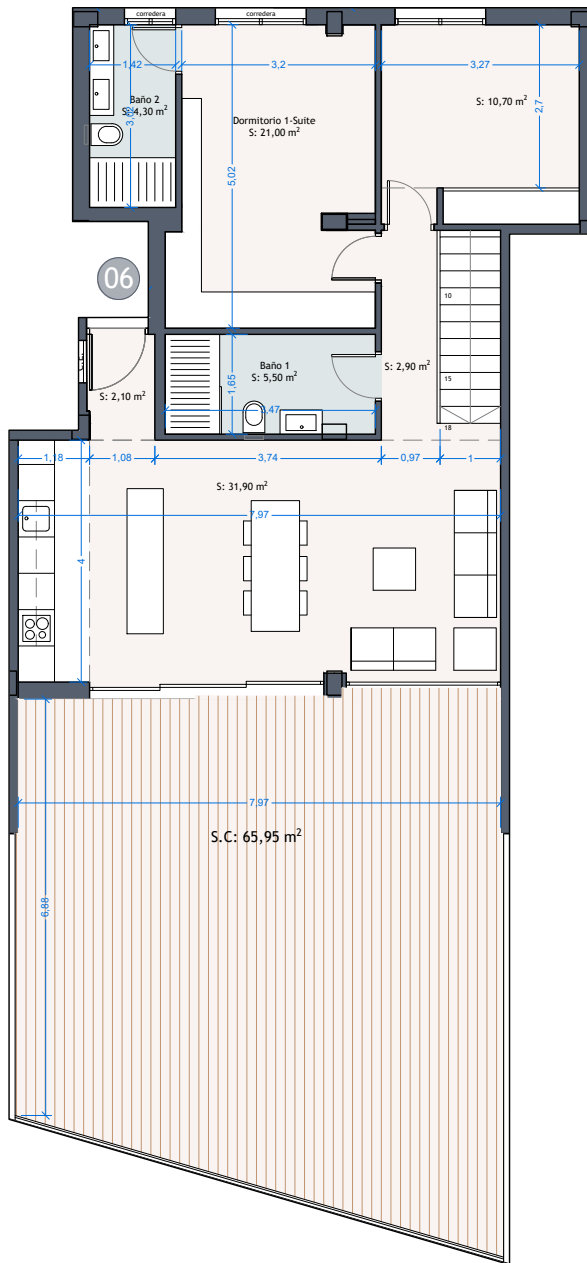 corredera
corredera
1,42
3,2
3,27
Baño 2
S: 4,30 m²
Dormitorio 1-Suite
S: 21,00 m²
S: 10,70 m²
2,7
5,02
06
10
Baño 1
S: 5,50 m²
S: 2,90 m²
1,65
15
S: 2,10 m²
18
1,18
1,08
3,74
0,97
1
S: 31,90 m²
7,97
4
7,97
S.C: 65,95 m²
6,88